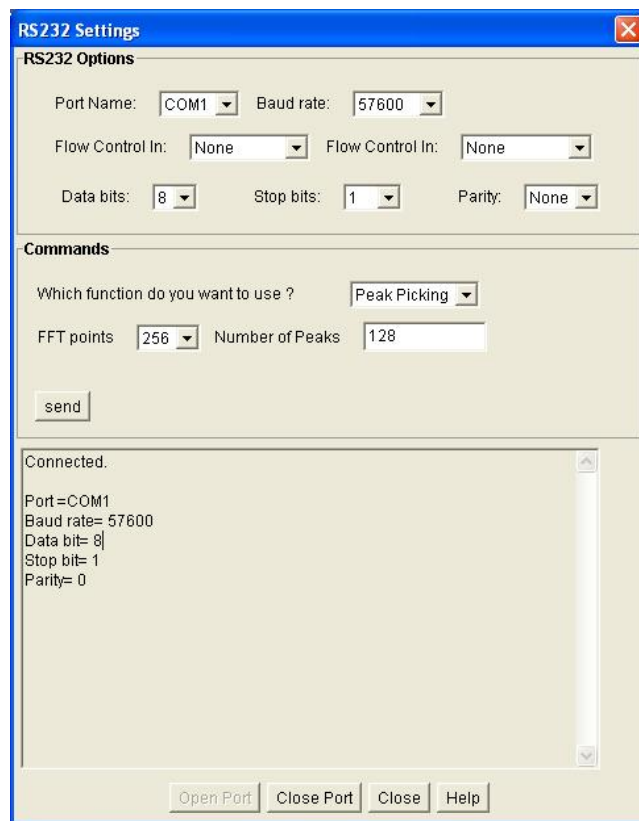 RS232 Settings
RS232 Options
Port Name: COM1 Baud rate: 57600
Flow Control In: None Flow Control In: None
Data bits: 8 Stop bits: 1 Parity: None
Commands
Which function do you want to use ? Peak Picking
FFT points 256 Number of Peaks 128
send
Connected.
Port =COM1
Baud rate= 57600
Data bit= 8
Stop bit= 1
Parity= 0
Open Port Close Port Close Help